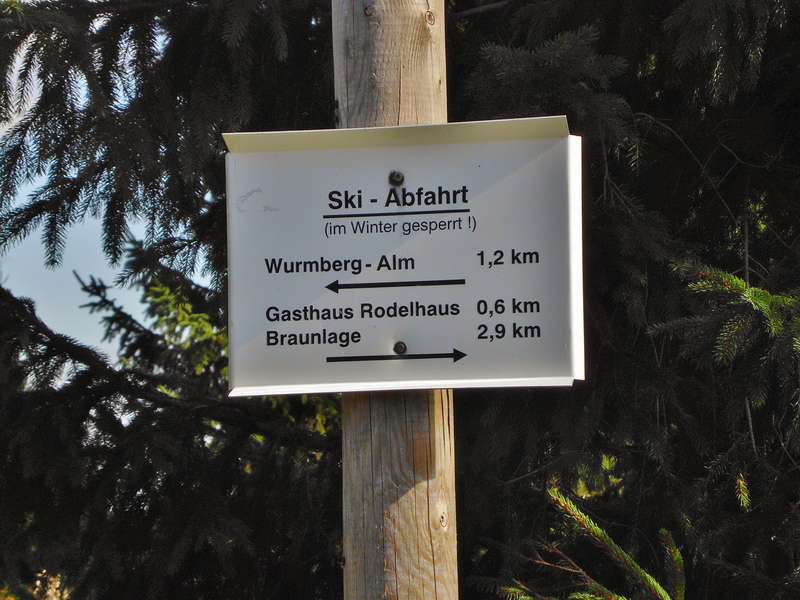 Ski - Abfahrt
(im Winter gesperrt !)
Wurmberg - Alm 1,2 km
Gasthaus Rodelhaus 0,6 km
Braunlage 2,9 km